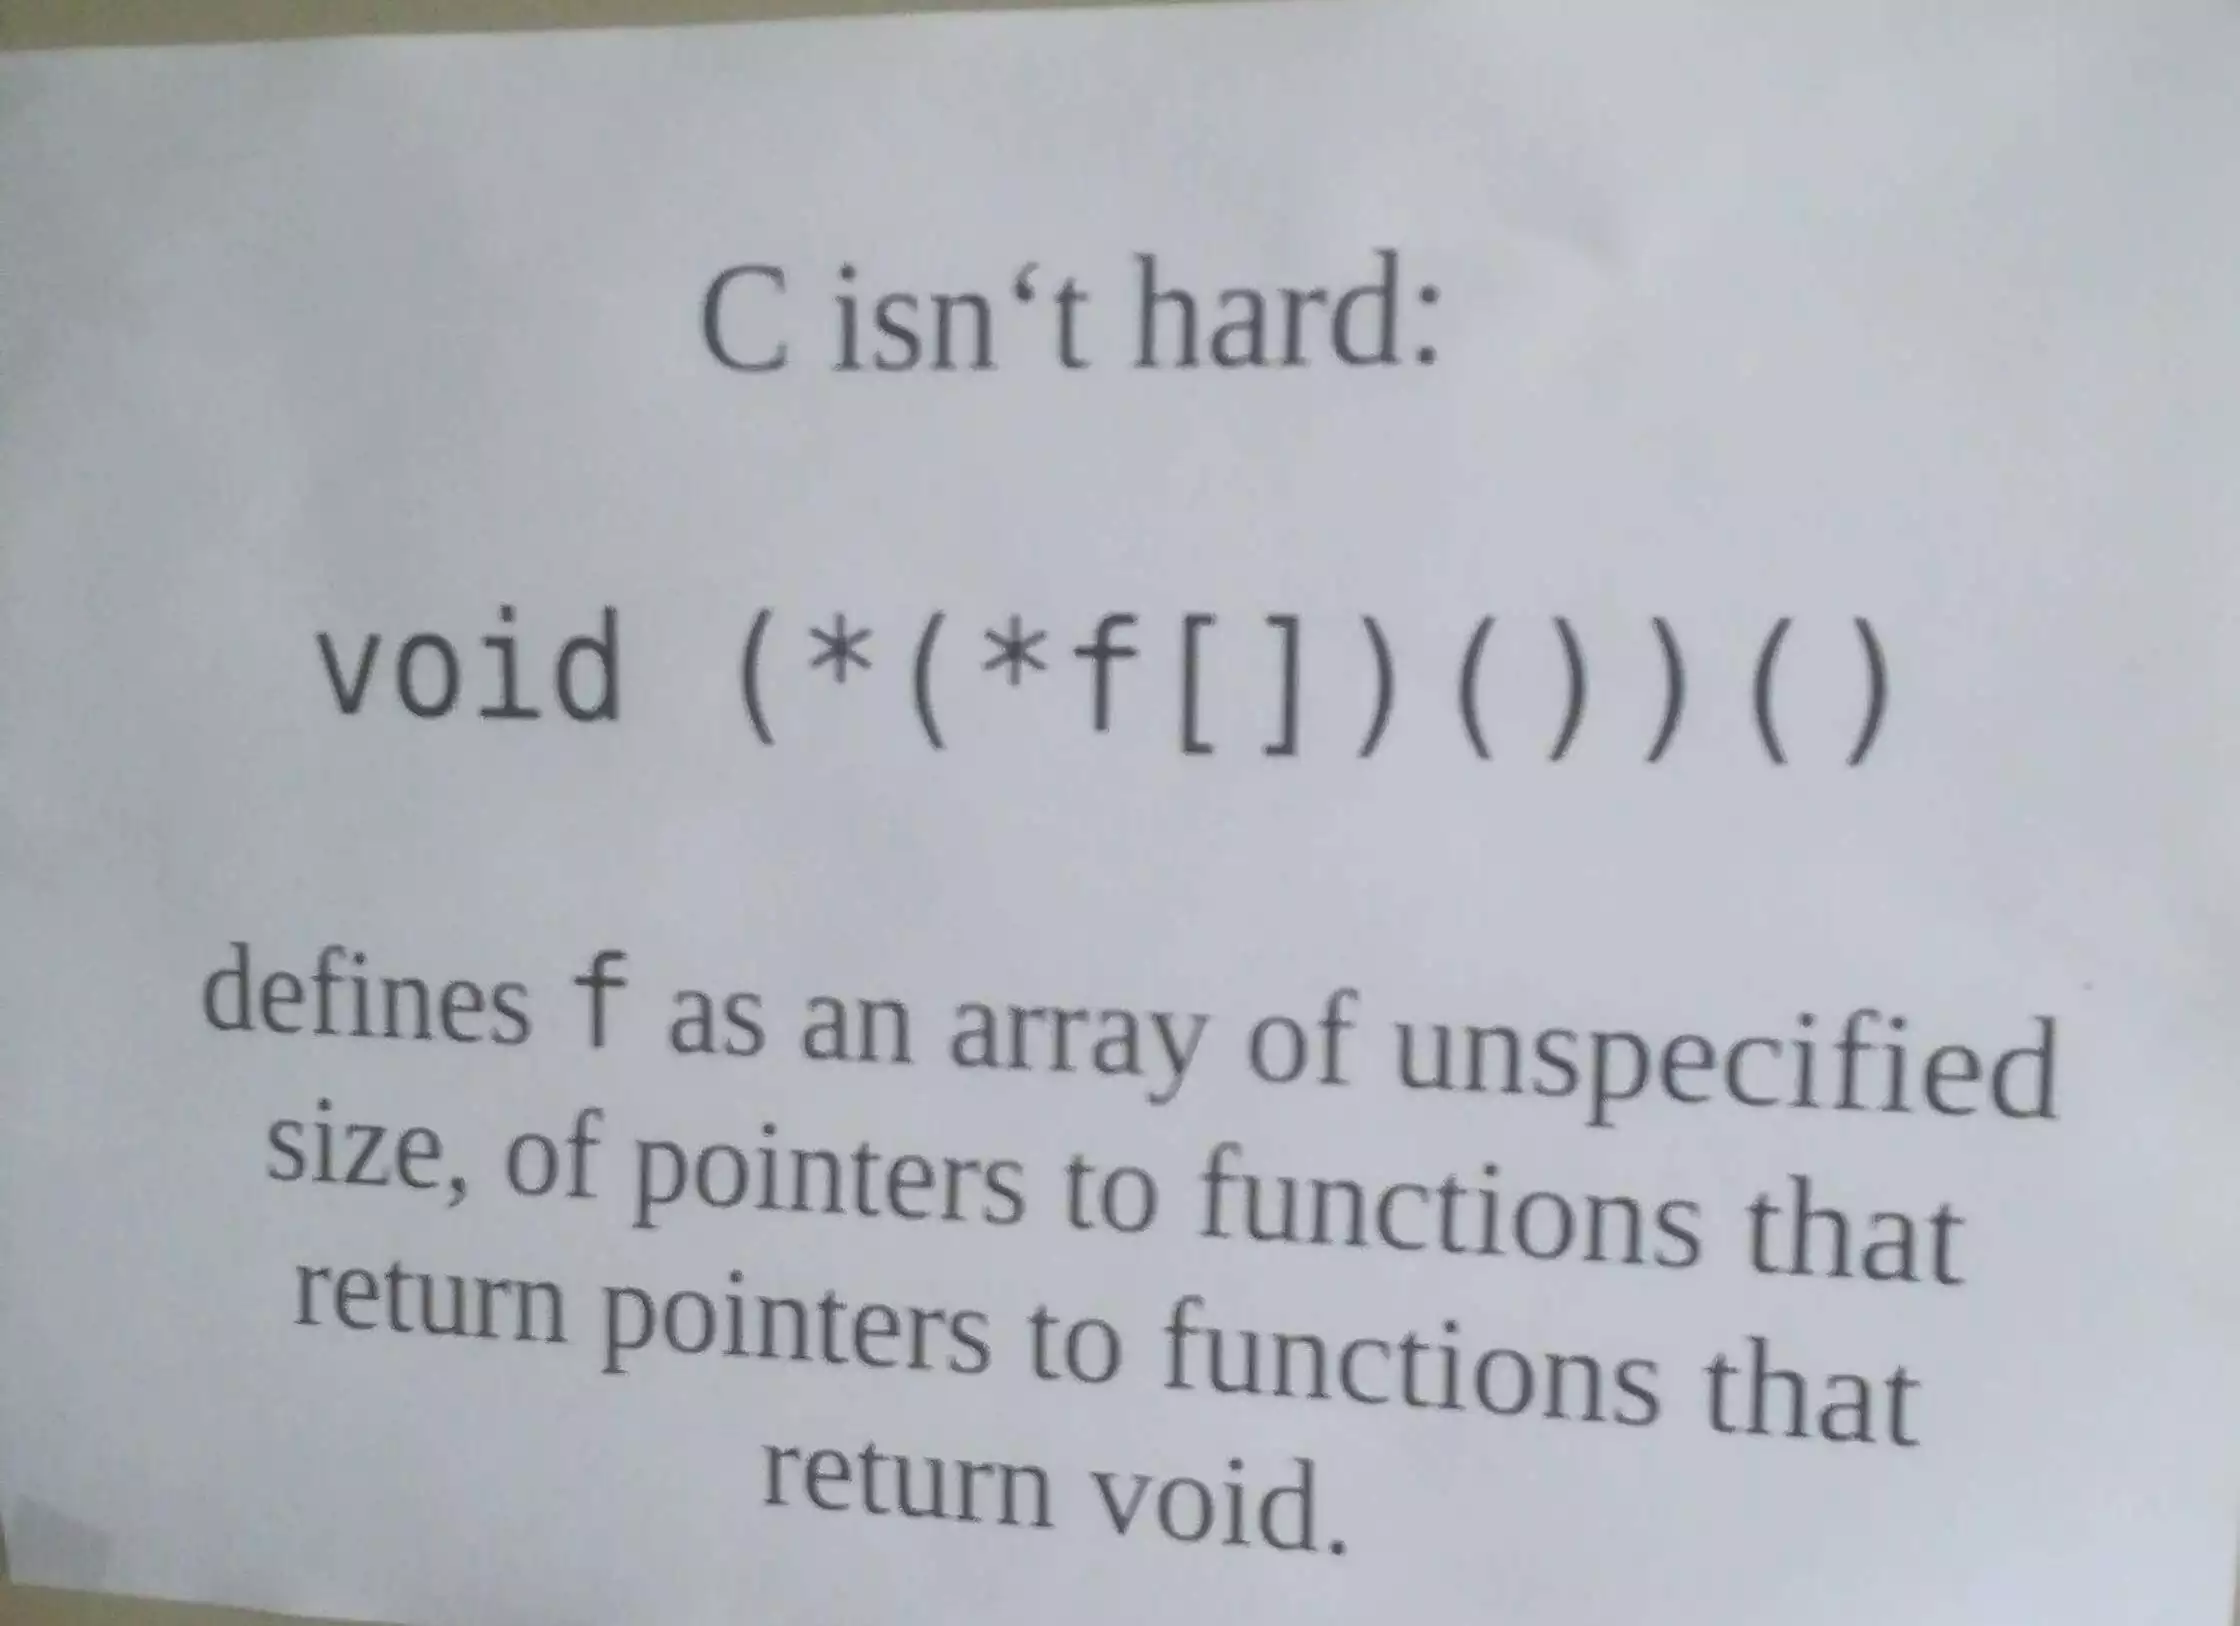 C isn‘t hard:
void (*(*f[])())()
defines f as an array of unspecified
size, of pointers to functions that
return pointers to functions that
return void.